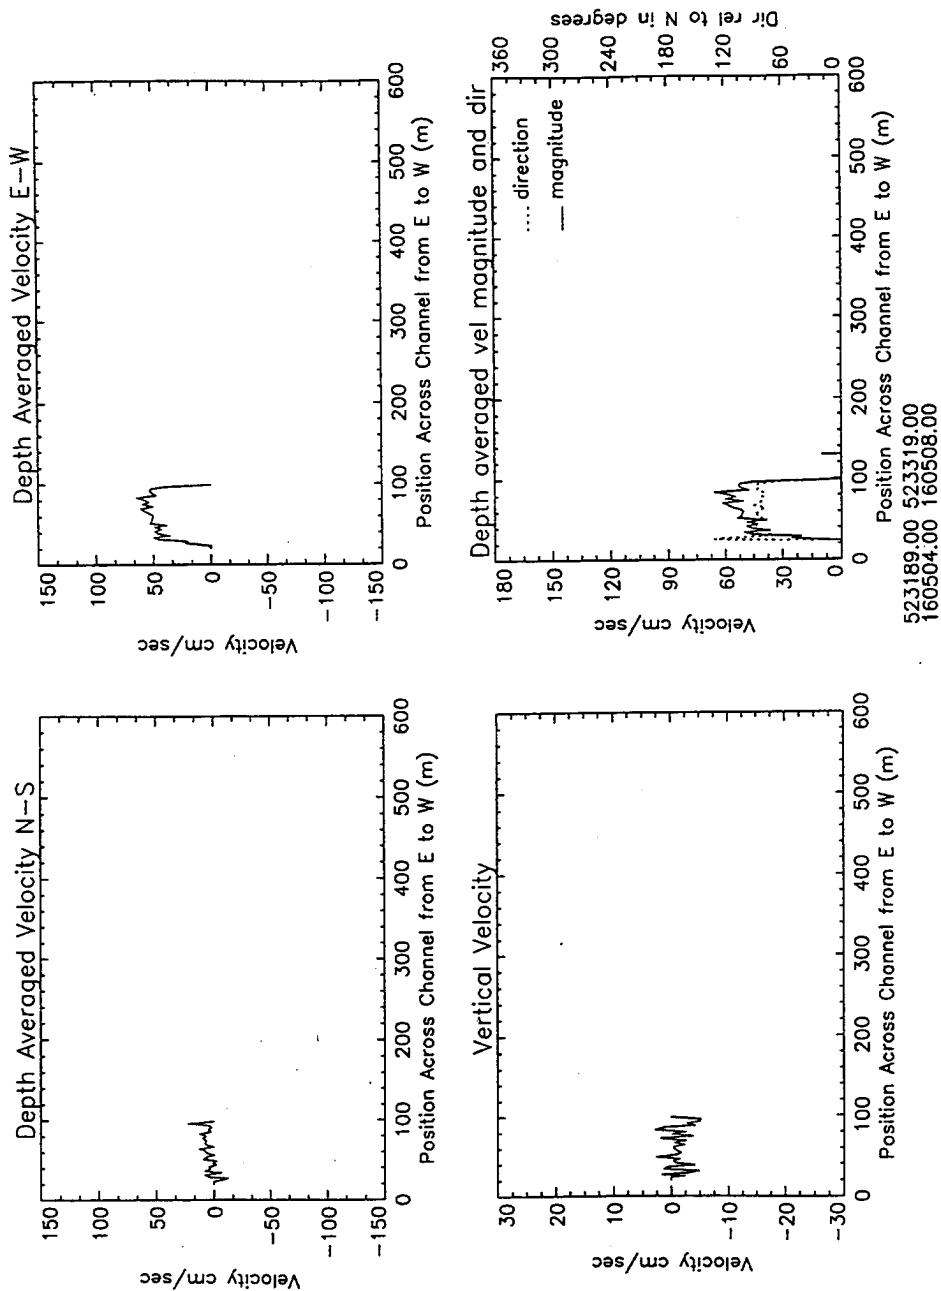 Depth Averaged Velocity N-S
150
100
50
0
-50
-100
-150
Velocity cm/sec
0 100 200 300 400 500 600
Position Across Channel from E to W (m)
Depth Averaged Velocity E-W
150
100
50
0
-50
-100
-150
Velocity cm/sec
0 100 200 300 400 500 600
Position Across Channel from E to W (m)
Vertical Velocity
30
20
10
0
-10
-20
-30
Velocity cm/sec
0 100 200 300 400 500 600
Position Across Channel from E to W (m)
Depth averaged vel magnitude and dir
direction
magnitude
180
150
120
90
60
30
0
Velocity cm/sec
360
300
240
180
120
60
0
Dir rel to N in degrees
0 100 200 300 400 500 600
Position Across Channel from E to W (m)
523189.00 523319.00
160504.00 160508.00